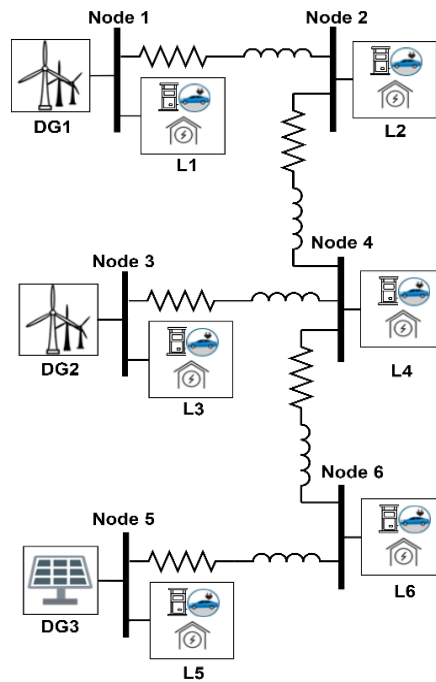 Node 1
Node 2
DG1
L1
L2
Node 3
Node 4
DG2
L3
L4
Node 5
Node 6
DG3
L5
L6